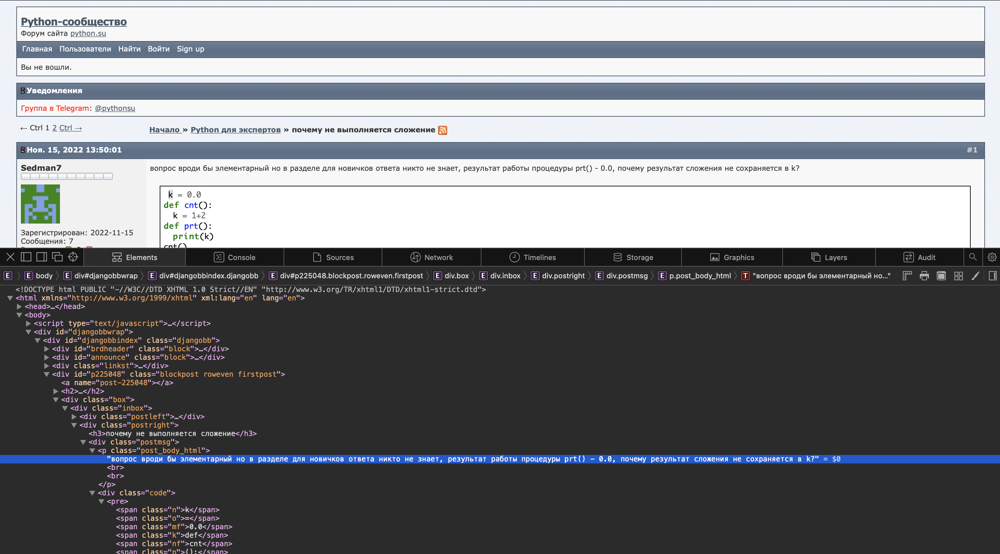 Python-сообщество
Форум сайта python.su
Главная Пользователи Найти Войти Sign up
Вы не вошли.
Уведомления
Группа в Telegram: @pythonsu
← Ctrl 1 2 Ctrl →
Начало » Python для экспертов » почему не выполняется сложение
Ноя. 15, 2022 13:50:01 #1
Sedman7
вопрос вроди бы элементарный но в разделе для новичков ответа никто не знает, результат работы процедуры prt() - 0.0, почему результат сложения не сохраняется в k?
k = 0.0
def cnt():
k = 1+2
def prt():
print(k)
cnt()
Зарегистрирован: 2022-11-15
Сообщения: 7
Elements Console Sources Network Timelines Storage Graphics Layers Audit
E E body E div#djangobbwrap E div#djangobbindex.djangobb E div#p225048.blockpost.roweven.firstpost E div.box E div.inbox E div.postright E div.postmsg E p.post_body_html T "вопрос вроди бы элементарный но..."
<!DOCTYPE html PUBLIC "-//W3C//DTD XHTML 1.0 Strict//EN" "http://www.w3.org/TR/xhtml1/DTD/xhtml1-strict.dtd">
<html xmlns="http://www.w3.org/1999/xhtml" xml:lang="en" lang="en">
<head>…</head>
<body>
<script type="text/javascript">…</script>
<div id="djangobbwrap">
<div id="djangobbindex" class="djangobb">
<div id="brdheader" class="block">…</div>
<div id="announce" class="block">…</div>
<div class="linkst">…</div>
<div id="p225048" class="blockpost roweven firstpost">
<a name="post-225048"></a>
<h2>…</h2>
<div class="box">
<div class="inbox">
<div class="postleft">…</div>
<div class="postright">
<h3>почему не выполняется сложение</h3>
<div class="postmsg">
<p class="post_body_html">
"вопрос вроди бы элементарный но в разделе для новичков ответа никто не знает, результат работы процедуры prt() - 0.0, почему результат сложения не сохраняется в k?" = $0
<br>
<br>
</p>
<div class="code">
<pre>
<span class="n">k</span>
<span class="o">=</span>
<span class="mf">0.0</span>
<span class="k">def</span>
<span class="nf">cnt</span>
<span class="p">():</span>